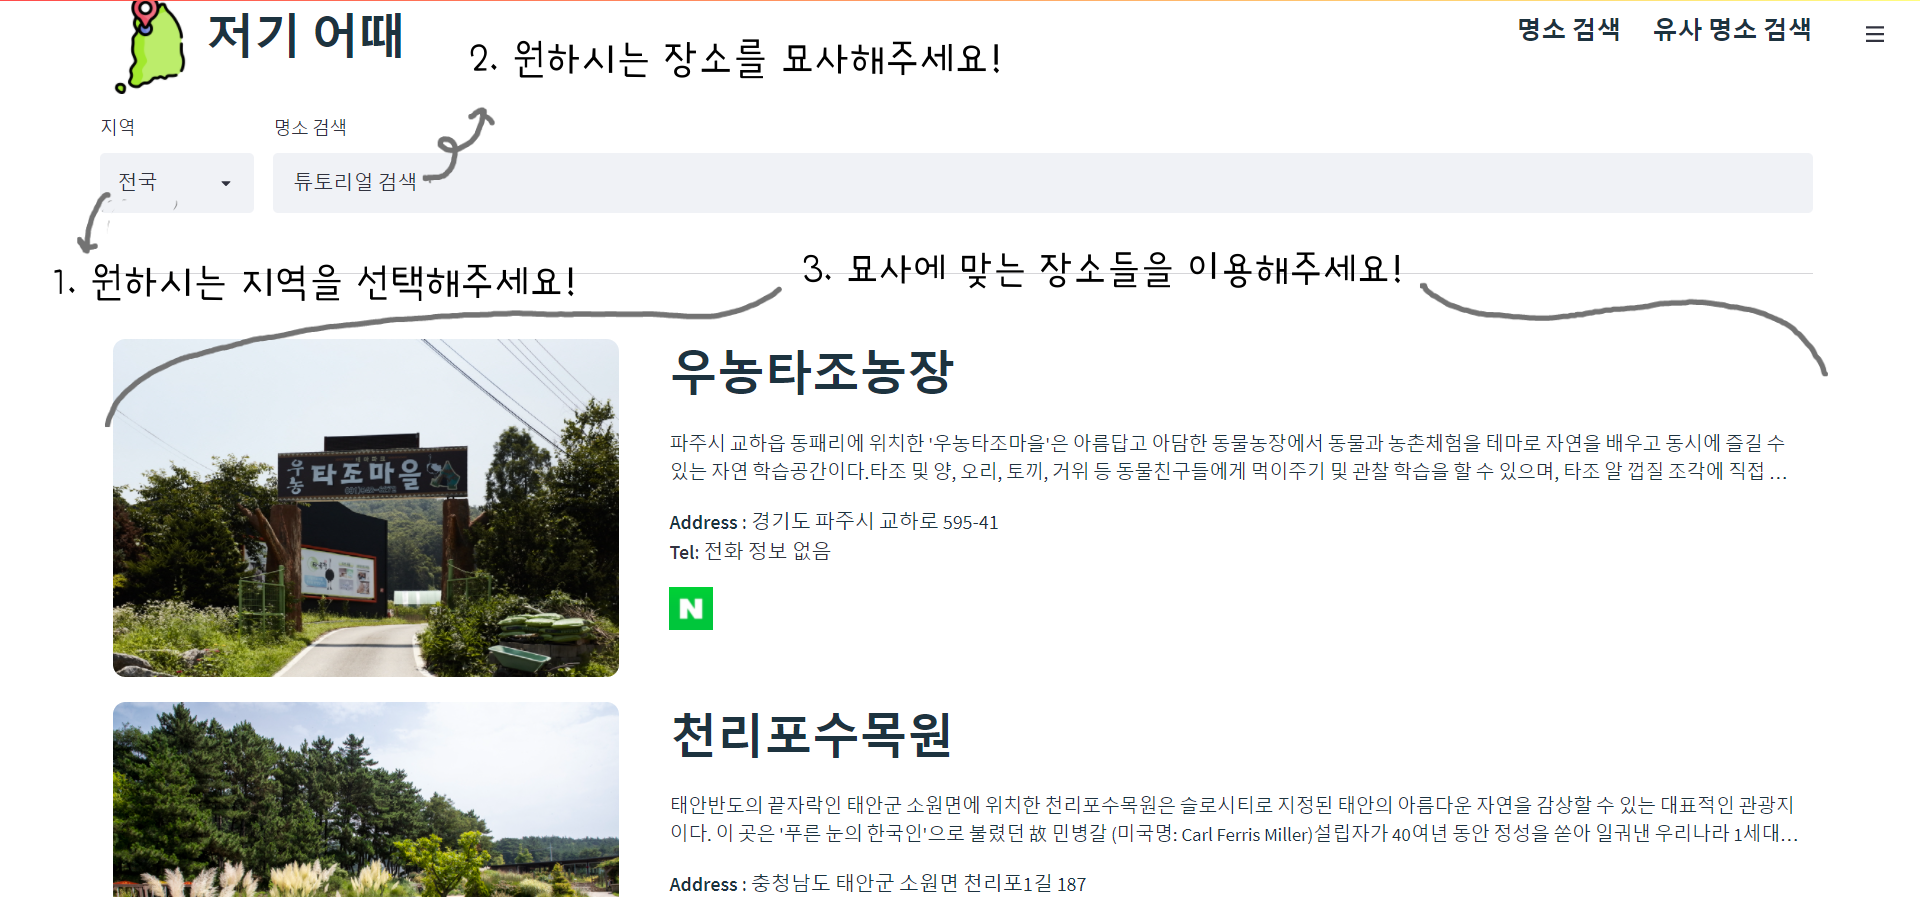 저기 어때
명소 검색 유사 명소 검색
2. 원하시는 장소를 묘사해주세요!
지역 명소 검색
전국 튜토리얼 검색
1. 원하시는 지역을 선택해주세요!
3. 묘사에 맞는 장소들을 이용해주세요!
우농
타조마을
우농타조농장
파주시 교하읍 동패리에 위치한 '우농타조마을'은 아름답고 아담한 동물농장에서 동물과 농촌체험을 테마로 자연을 배우고 동시에 즐길 수
있는 자연 학습공간이다.타조 및 양, 오리, 토끼, 거위 등 동물친구들에게 먹이주기 및 관찰 학습을 할 수 있으며, 타조 알 껍질 조각에 직접 ...
Address : 경기도 파주시 교하로 595-41
Tel: 전화 정보 없음
N
천리포수목원
태안반도의 끝자락인 태안군 소원면에 위치한 천리포수목원은 슬로시티로 지정된 태안의 아름다운 자연을 감상할 수 있는 대표적인 관광지
이다. 이 곳은 '푸른 눈의 한국인'으로 불렸던 故 민병갈 (미국명: Carl Ferris Miller)설립자가 40여년 동안 정성을 쏟아 일궈낸 우리나라 1세대...
Address : 충청남도 태안군 소원면 천리포1길 187